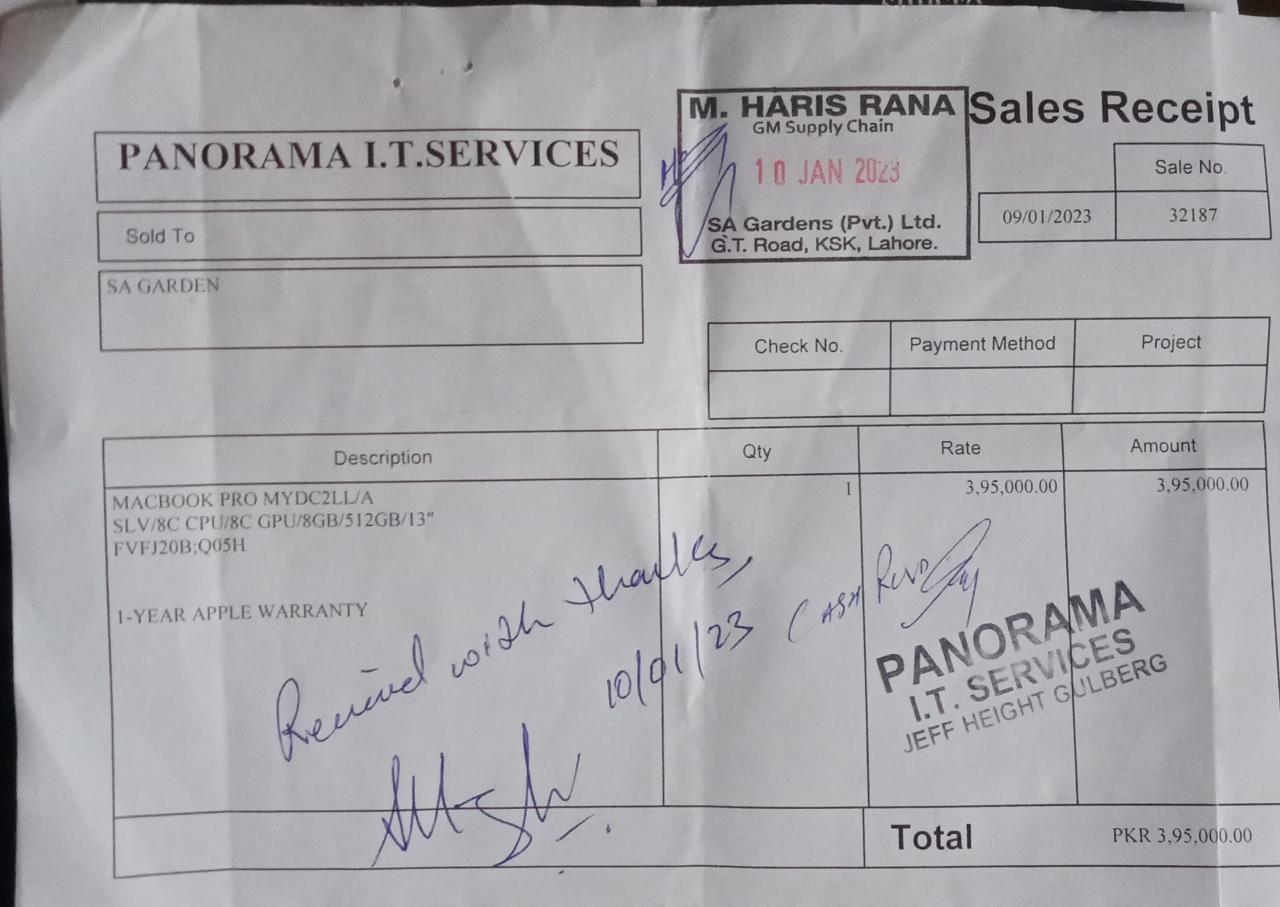 M. HARIS RANA
GM Supply Chain
10 JAN 2023
SA Gardens (Pvt.) Ltd.
G.T. Road, KSK, Lahore.
Sales Receipt
PANORAMA I.T.SERVICES
Sale No.
09/01/2023 32187
Sold To
SA GARDEN
Check No. Payment Method Project
Description Qty Rate Amount
MACBOOK PRO MYDC2LL/A 1 3,95,000.00 3,95,000.00
SLV/8C CPU/8C GPU/8GB/512GB/13"
FVFJ20B;Q05H
1-YEAR APPLE WARRANTY
Received with thanks,
10/01/23
CASH RCVD
PANORAMA
I.T. SERVICES
JEFF HEIGHT GULBERG
Total PKR 3,95,000.00